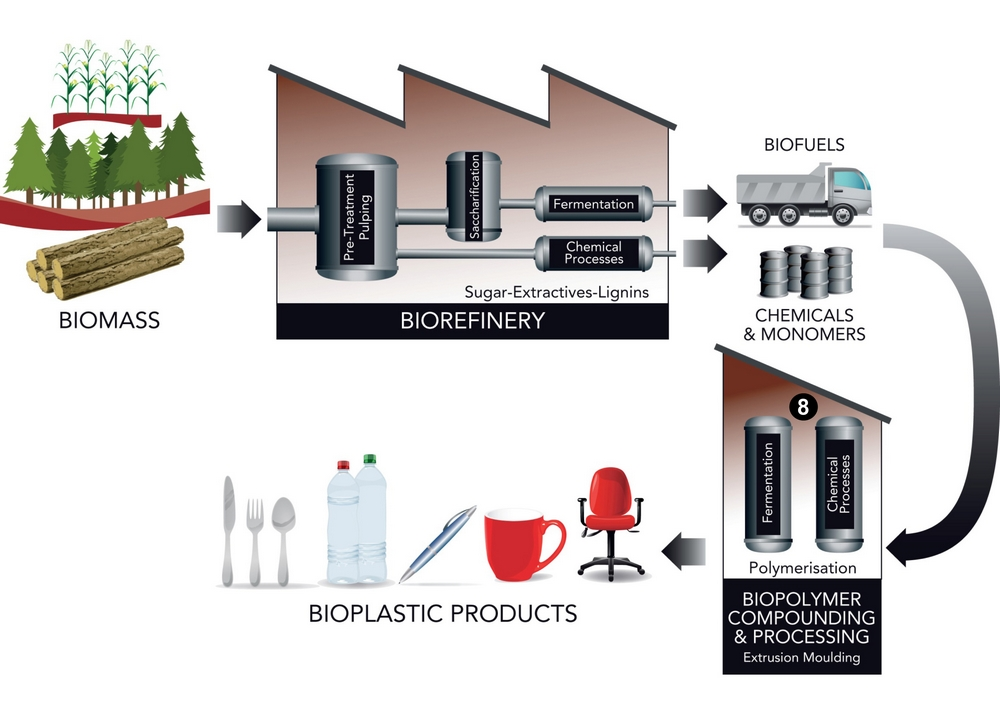 BIOMASS
Pre-Treatment
Pulping
Saccharification
Fermentation
Chemical
Processes
Sugar-Extractives-Lignins
BIOREFINERY
BIOFUELS
CHEMICALS
& MONOMERS
8
Fermentation
Chemical
Processes
Polymerisation
BIOPOLYMER
COMPOUNDING
& PROCESSING
Extrusion Moulding
BIOPLASTIC PRODUCTS